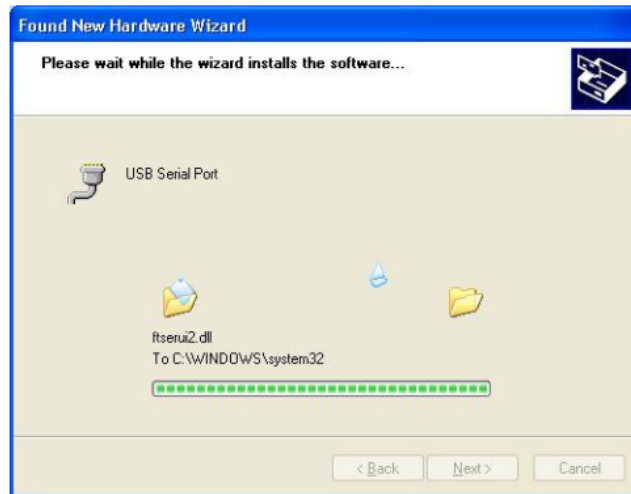 Found New Hardware Wizard
Please wait while the wizard installs the software...
USB Serial Port
ftserui2.dll
To C:\WINDOWS\system32
< Back
Next >
Cancel